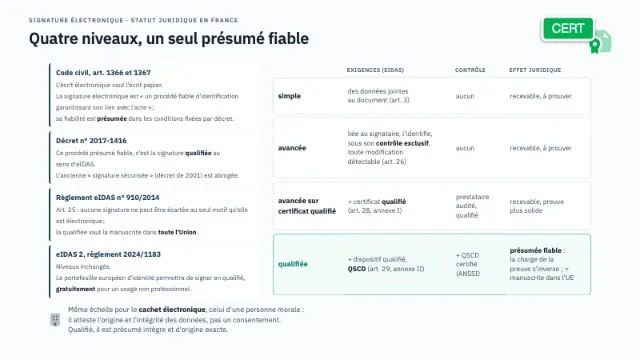 SIGNATURE ÉLECTRONIQUE · STATUT JURIDIQUE EN FRANCE
Quatre niveaux, un seul présumé fiable
CERT
Code civil, art. 1366 et 1367
L'écrit électronique vaut l'écrit papier.
La signature électronique est « un procédé fiable d'identification
garantissant son lien avec l'acte » ;
sa fiabilité est présumée dans les conditions fixées par décret.
Décret n° 2017-1416
Ce procédé présumé fiable, c'est la signature qualifiée au
sens d'eIDAS.
L'ancienne « signature sécurisée » (décret de 2001) est abrogée.
Règlement eIDAS n° 910/2014
Art. 25 : aucune signature ne peut être écartée au seul motif qu'elle
est électronique ;
la qualifiée vaut la manuscrite dans toute l'Union.
eIDAS 2, règlement 2024/1183
Niveaux inchangés.
Le portefeuille européen d'identité permettra de signer en qualifié,
gratuitement pour un usage non professionnel.
EXIGENCES (EIDAS) CONTRÔLE EFFET JURIDIQUE
simple
des données jointes
au document (art. 3)
aucun
recevable, à prouver
avancée
liée au signataire, l'identifie,
sous son contrôle exclusif,
toute modification
détectable (art. 26)
aucun
recevable, à prouver
avancée sur
certificat qualifié
+ certificat qualifié
(art. 28, annexe I)
prestataire
audité,
qualifié
recevable, preuve
plus solide
qualifiée
+ dispositif qualifié,
QSCD (art. 29, annexe II)
+ QSCD
certifié
(ANSSI)
présumée fiable :
la charge de la
preuve s'inverse ; =
manuscrite dans l'UE
Même échelle pour le cachet électronique, celui d'une personne morale :
il atteste l'origine et l'intégrité des données, pas un consentement.
Qualifié, il est présumé intègre et d'origine exacte.